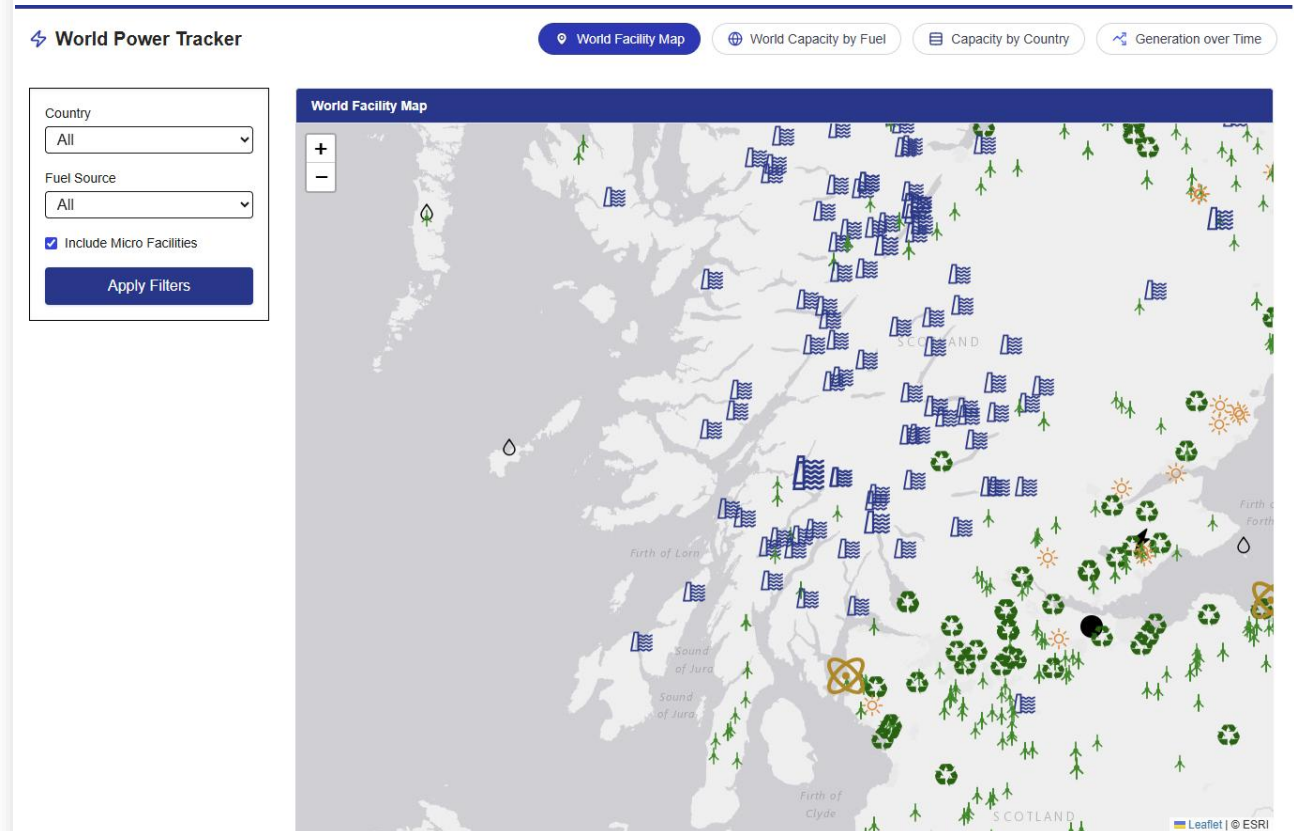 World Power Tracker
World Facility Map
World Capacity by Fuel
Capacity by Country
Generation over Time
Country
All
Fuel Source
All
Include Micro Facilities
Apply Filters
World Facility Map
+
−
SCOTLAND
Firth of Lorn
Firth
Forth
Sound
of Jura
Sound
of Jura
Firth of
Clyde
SCOTLAND
Leaflet | © ESRI